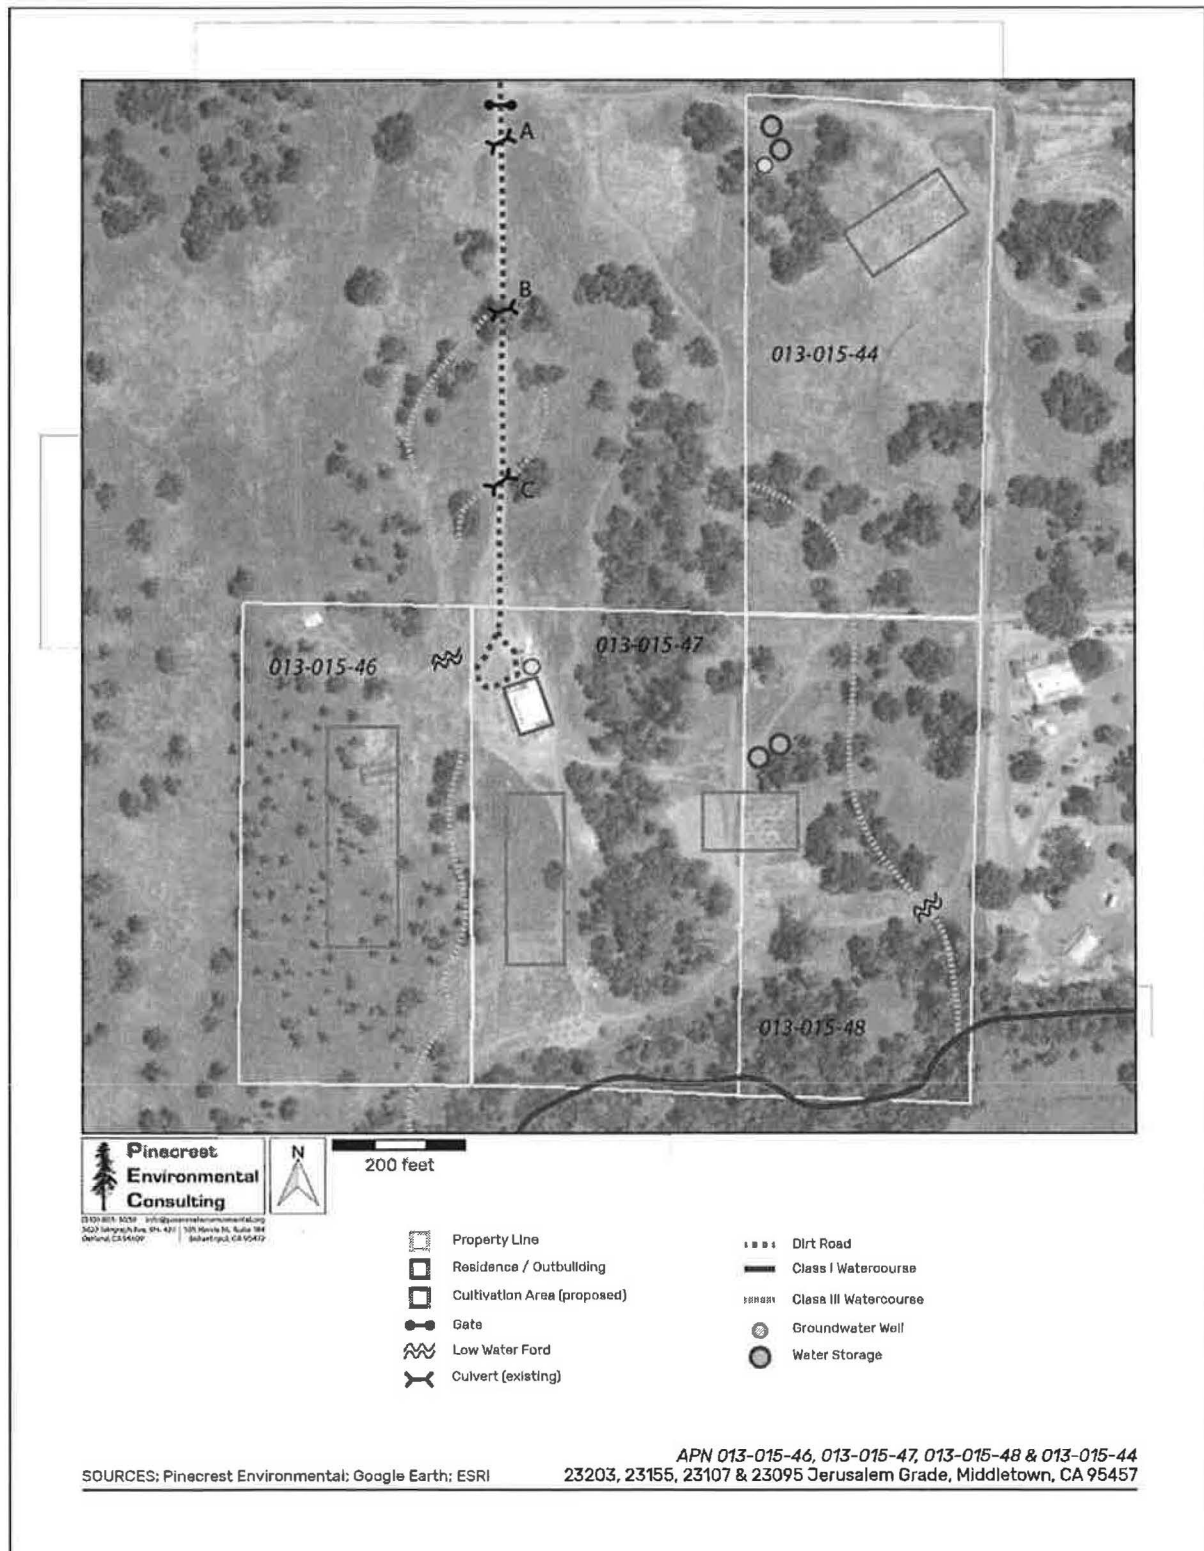 A
B
013-015-44
C
013-015-46
013-015-47
013-015-48
Pinecrest
Environmental
Consulting
N
200 feet
Property Line
Residence / Outbuilding
Cultivation Area (proposed)
Gate
Low Water Ford
Culvert (existing)
Dirt Road
Class I Watercourse
Class III Watercourse
Groundwater Well
Water Storage
APN 013-015-46, 013-015-47, 013-015-48 & 013-015-44
SOURCES: Pinecrest Environmental; Google Earth; ESRI
23203, 23155, 23107 & 23095 Jerusalem Grade, Middletown, CA 95457